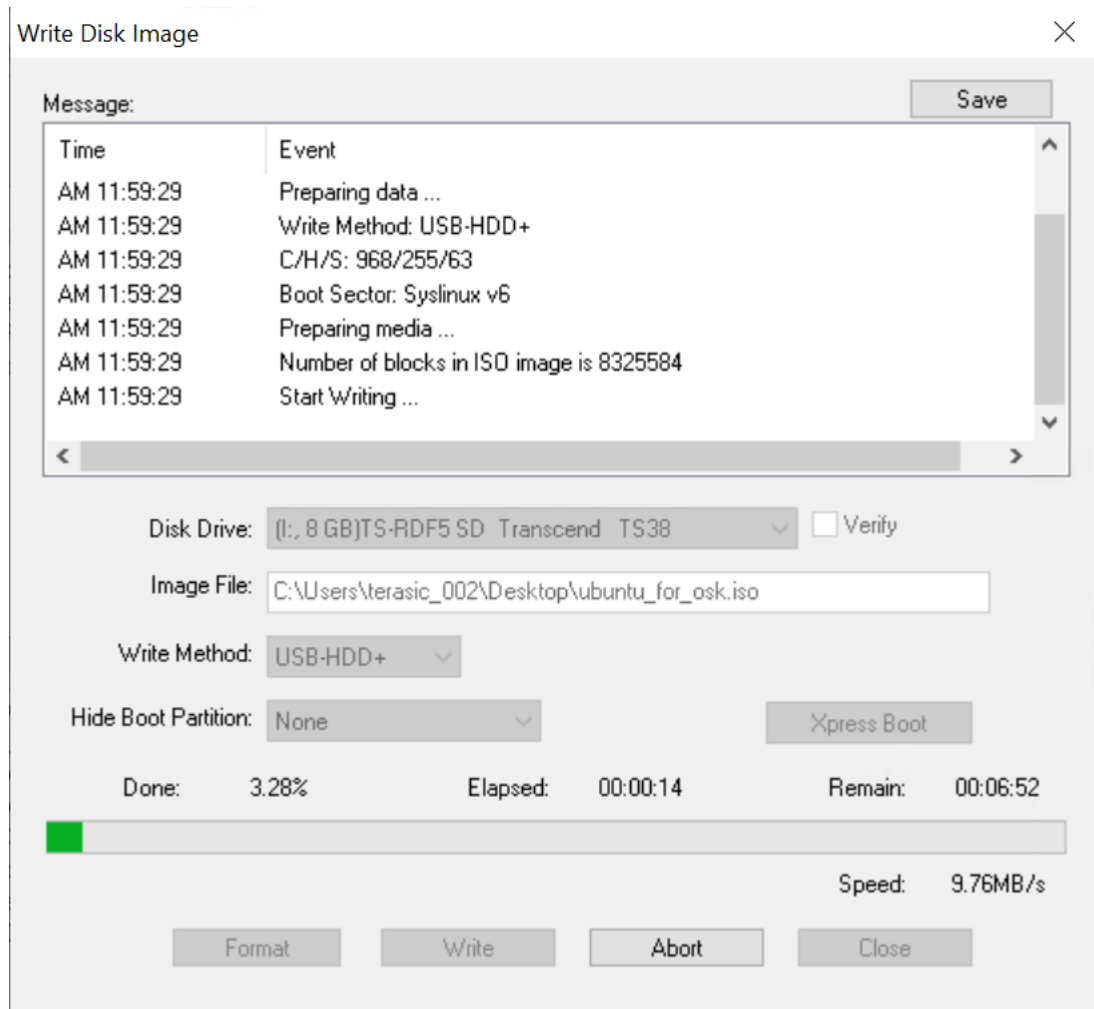 Write Disk Image
Message: Save
Time Event
AM 11:59:29 Preparing data ...
AM 11:59:29 Write Method: USB-HDD+
AM 11:59:29 C/H/S: 968/255/63
AM 11:59:29 Boot Sector: Syslinux v6
AM 11:59:29 Preparing media ...
AM 11:59:29 Number of blocks in ISO image is 8325584
AM 11:59:29 Start Writing ...
Disk Drive: (I:, 8 GB)TS-RDF5 SD Transcend TS38 Verify
Image File: C:\Users\terasic_002\Desktop\ubuntu_for_osk.iso
Write Method: USB-HDD+
Hide Boot Partition: None Xpress Boot
Done: 3.28% Elapsed: 00:00:14 Remain: 00:06:52
Speed: 9.76MB/s
Format Write Abort Close